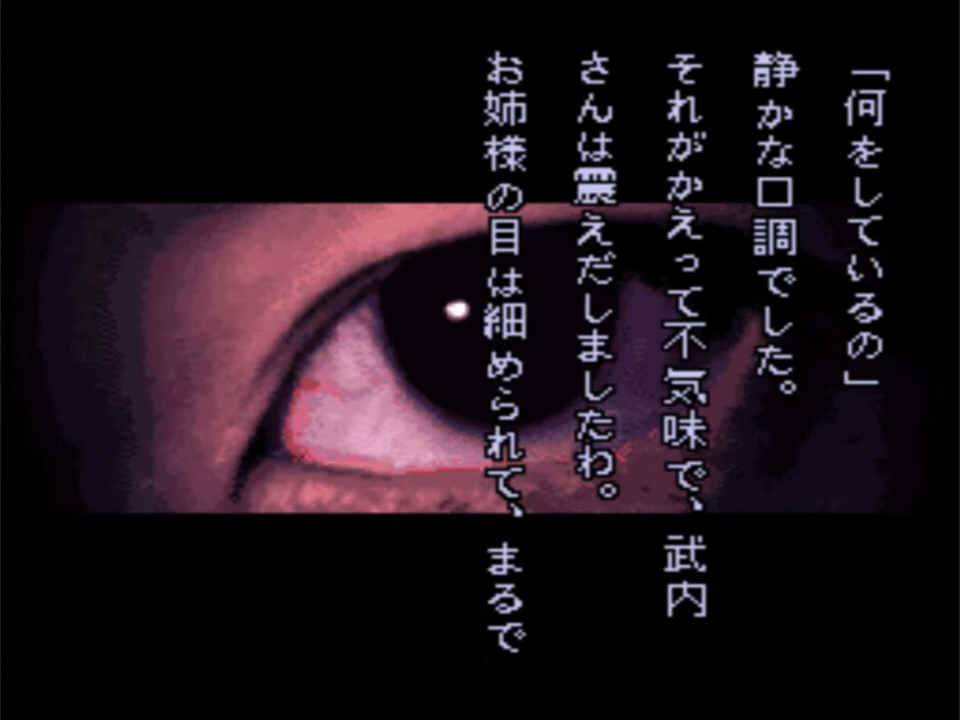 「何をしているの」
静かな口調でした。
それがかえって不気味で、武内
さんは震えだしましたわ。
お姉様の目は細められて、まるで